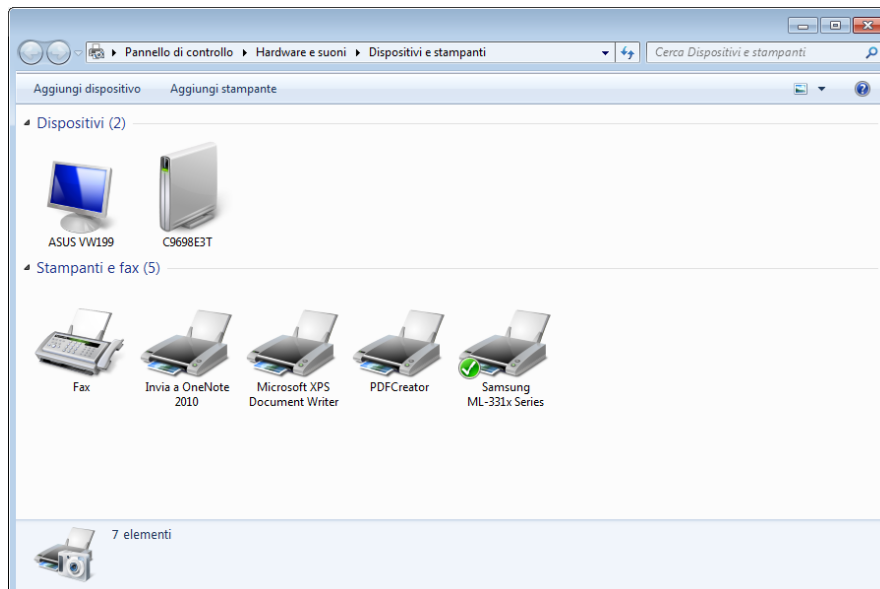 Pannello di controllo Hardware e suoni Dispositivi e stampanti Cerca Dispositivi e stampanti
Aggiungi dispositivo Aggiungi stampante
Dispositivi (2)
ASUS VW199 C9698E3T
Stampanti e fax (5)
Fax Invia a OneNote Microsoft XPS PDFCreator Samsung
2010 Document Writer ML-331x Series
7 elementi